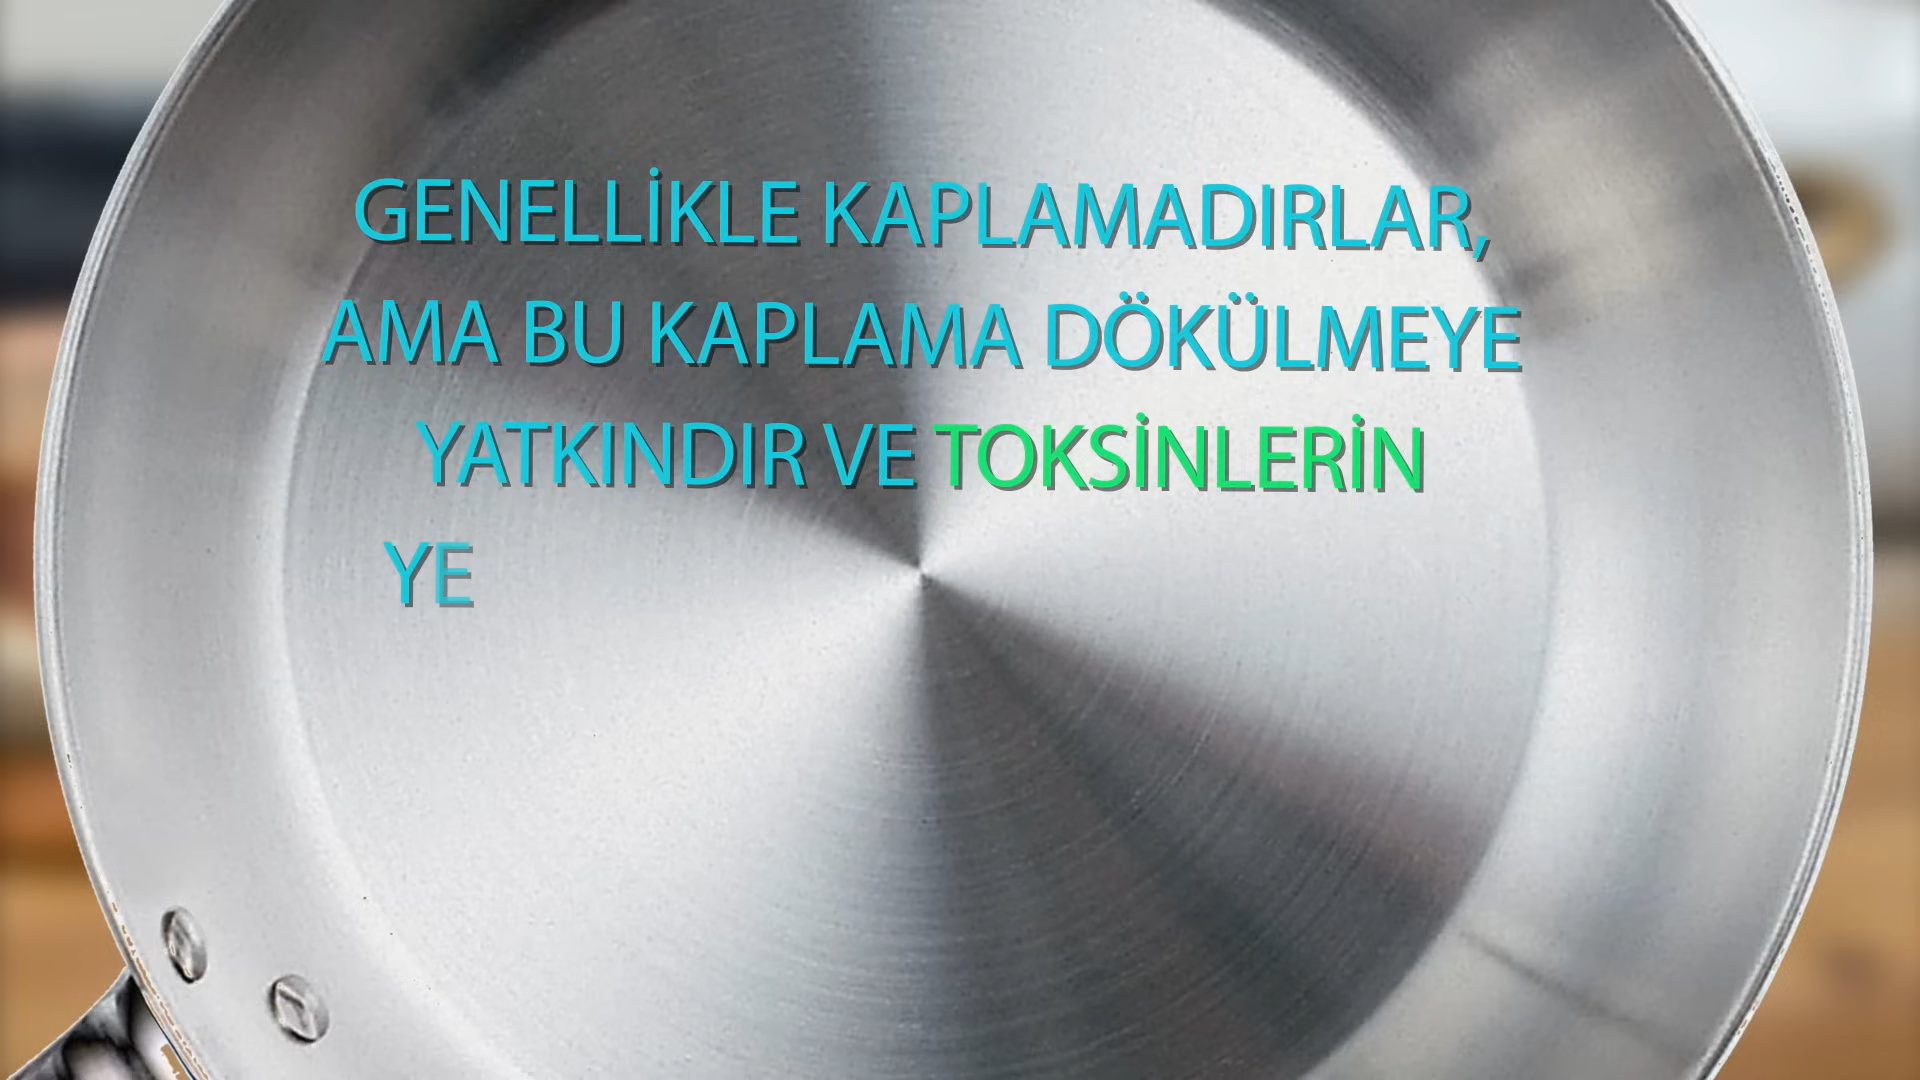 GENELLİKLE KAPLAMADIRLAR,
AMA BU KAPLAMA DÖKÜLMEYE
YATKINDIR VE TOKSİNLERİN
YE